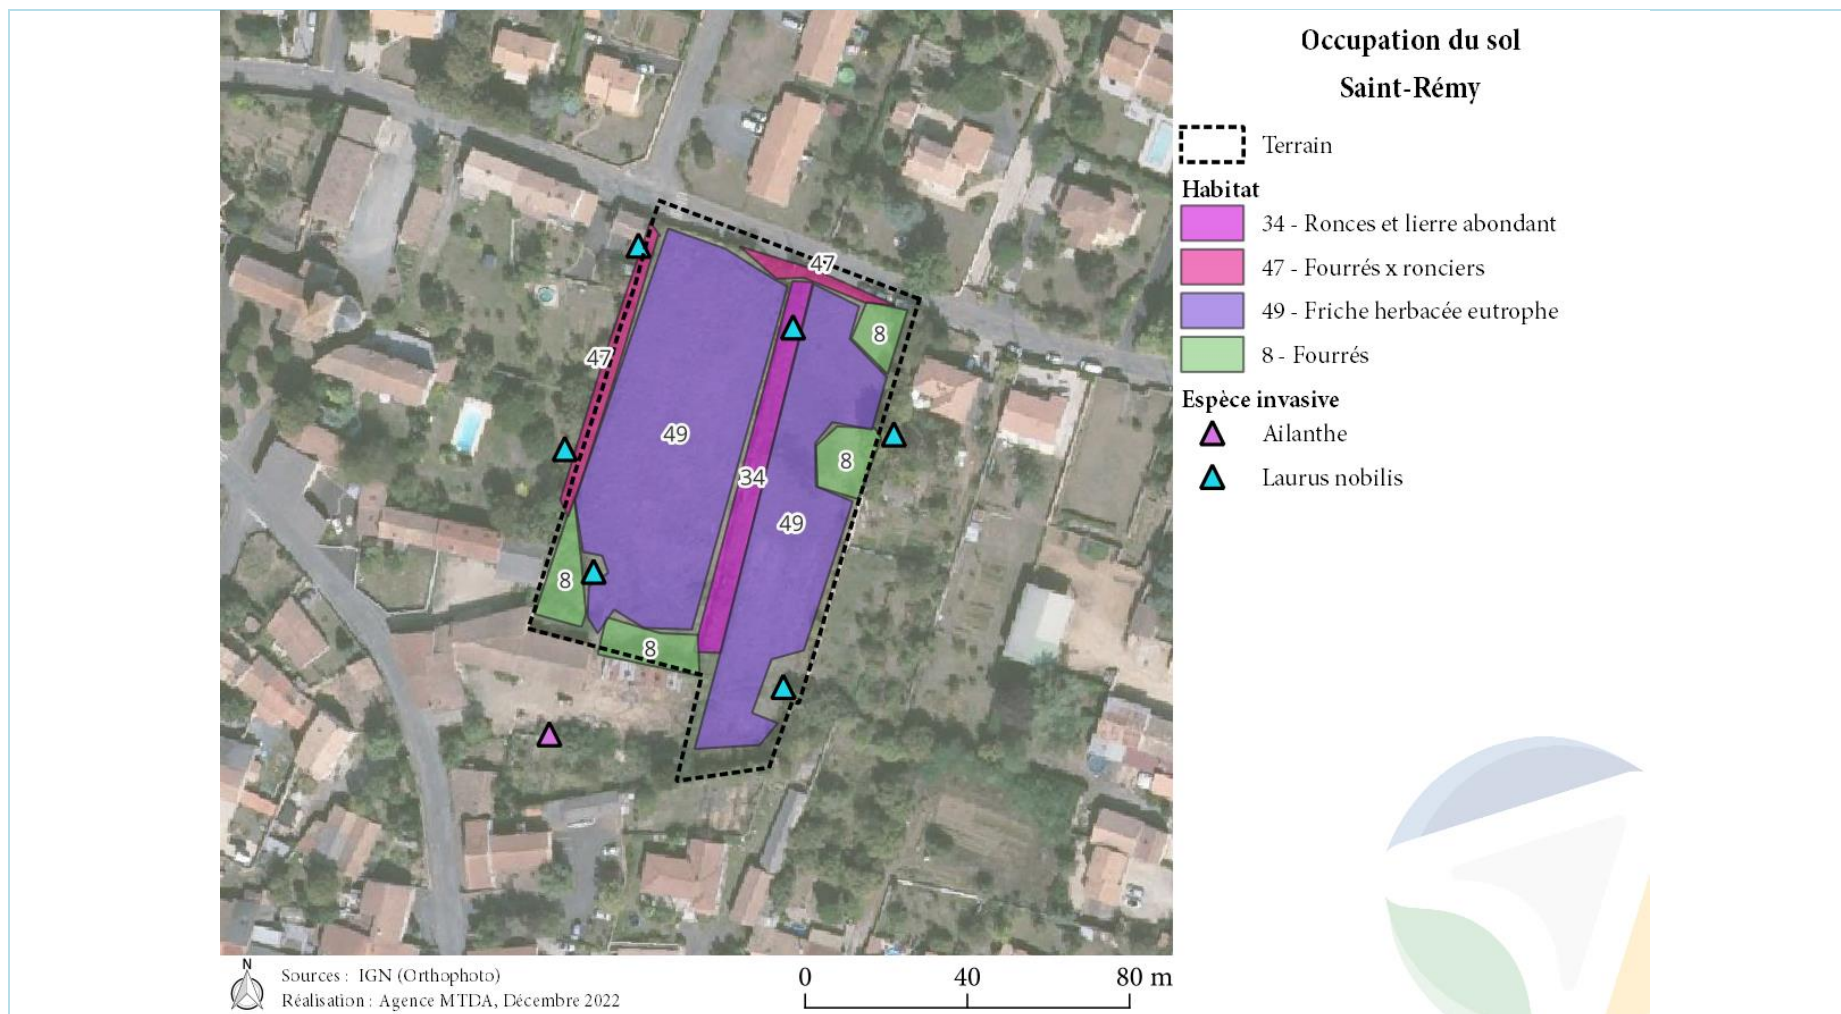 Occupation du sol
Saint-Rémy
Terrain
Habitat
34 - Ronces et lierre abondant
47 - Fourrés x ronciers
49 - Friche herbacée eutrophe
8 - Fourrés
Espèce invasive
Ailanthe
Laurus nobilis
47
8
47
49
8
34
49
8
8
N
Sources : IGN (Orthophoto)
Réalisation : Agence MTDA, Décembre 2022
0 40 80 m